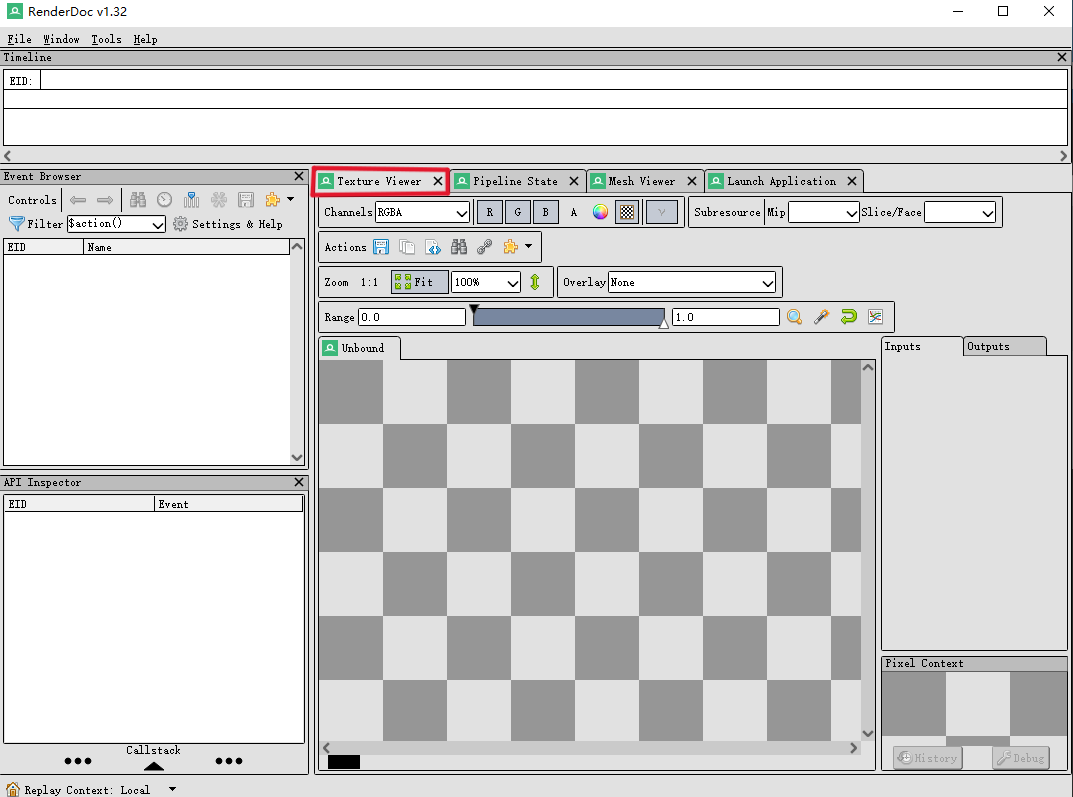 RenderDoc v1.32
File Window Tools Help
Timeline
EID:
Event Browser
Controls
Filter $action() Settings & Help
EID Name
API Inspector
EID Event
Callstack
Texture Viewer Pipeline State Mesh Viewer Launch Application
Channels RGBA R G B A γ Subresource Mip Slice/Face
Actions
Zoom 1:1 Fit 100% Overlay None
Range 0.0 1.0
Unbound
Inputs Outputs
Pixel Context
History Debug
Replay Context: Local